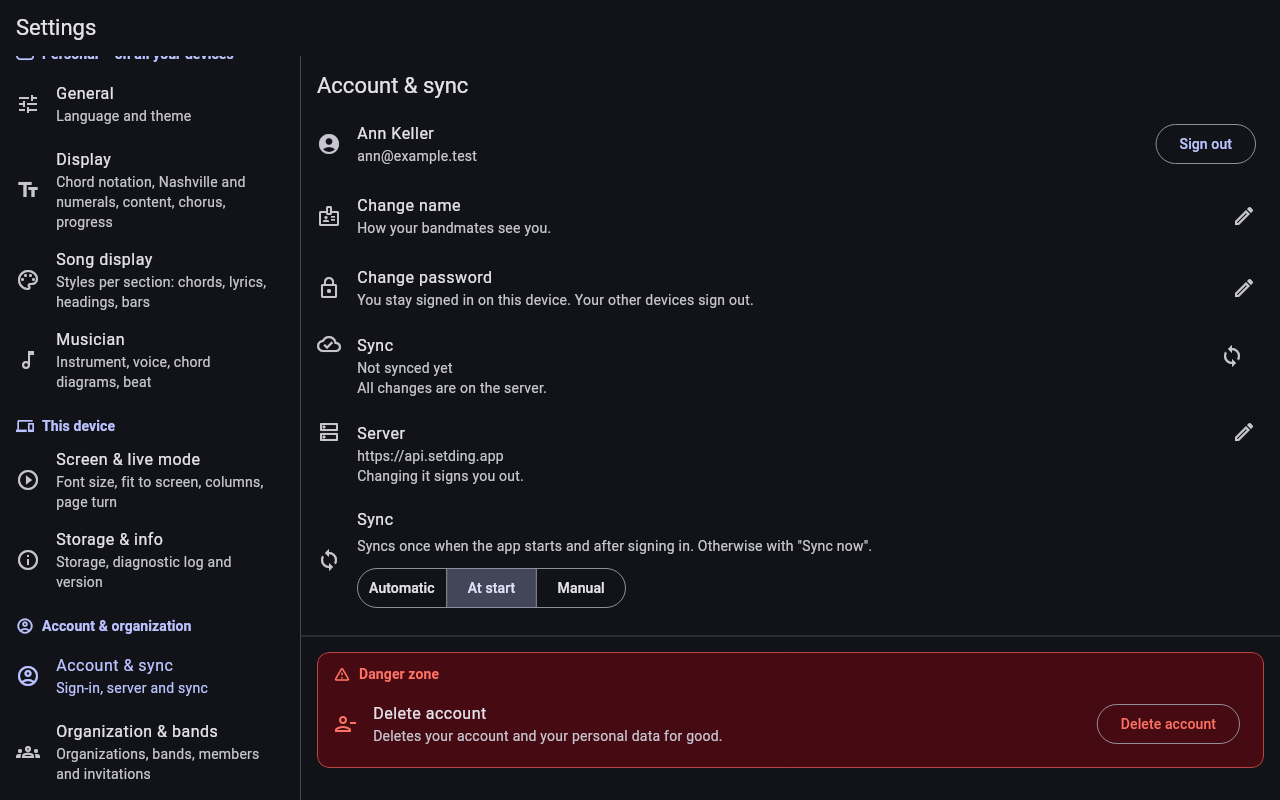 Settings
Personal – on all your devices
General
Language and theme
Display
Chord notation, Nashville and
numerals, content, chorus,
progress
Song display
Styles per section: chords, lyrics,
headings, bars
Musician
Instrument, voice, chord
diagrams, beat
This device
Screen & live mode
Font size, fit to screen, columns,
page turn
Storage & info
Storage, diagnostic log and
version
Account & organization
Account & sync
Sign-in, server and sync
Organization & bands
Organizations, bands, members
and invitations
Account & sync
Ann Keller
ann@example.test
Sign out
Change name
How your bandmates see you.
Change password
You stay signed in on this device. Your other devices sign out.
Sync
Not synced yet
All changes are on the server.
Server
https://api.setding.app
Changing it signs you out.
Sync
Syncs once when the app starts and after signing in. Otherwise with "Sync now".
Automatic
At start
Manual
Danger zone
Delete account
Deletes your account and your personal data for good.
Delete account